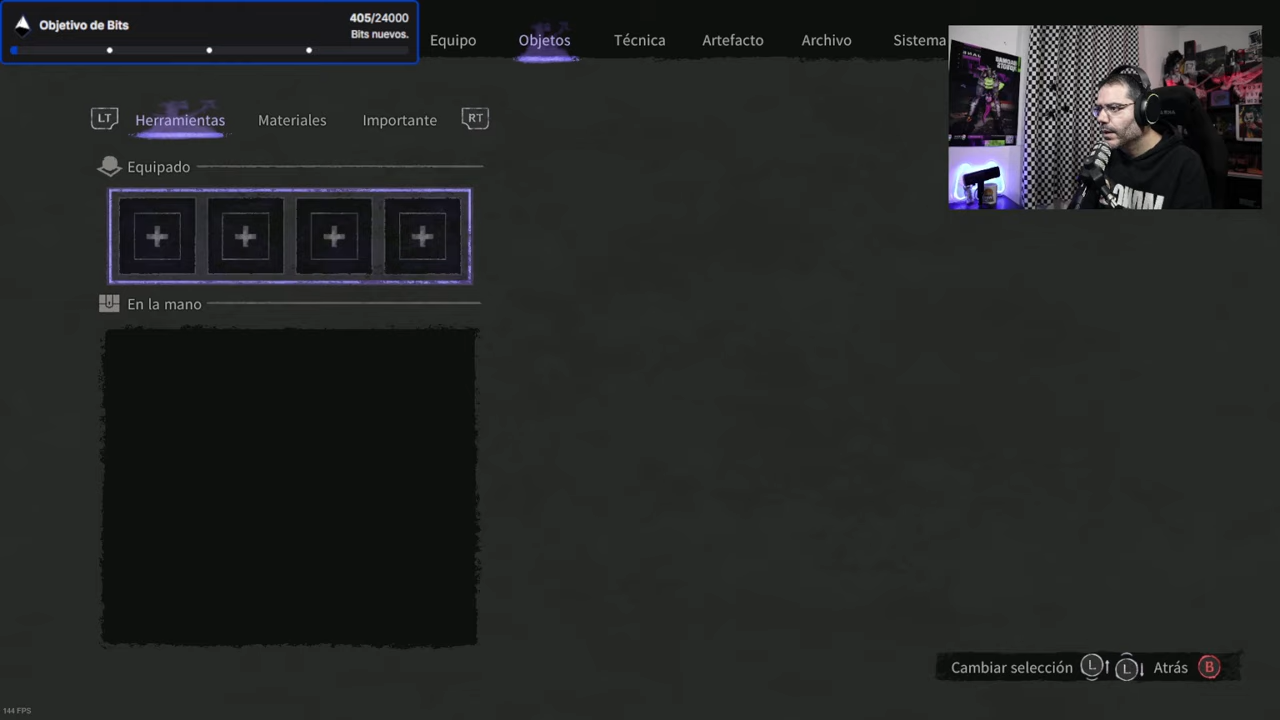 Objetivo de Bits
405/24000
Bits nuevos.
Equipo Objetos Técnica Artefacto Archivo Sistema
LT Herramientas Materiales Importante RT
Equipado
En la mano
Cambiar selección L L Atrás B
144 FPS